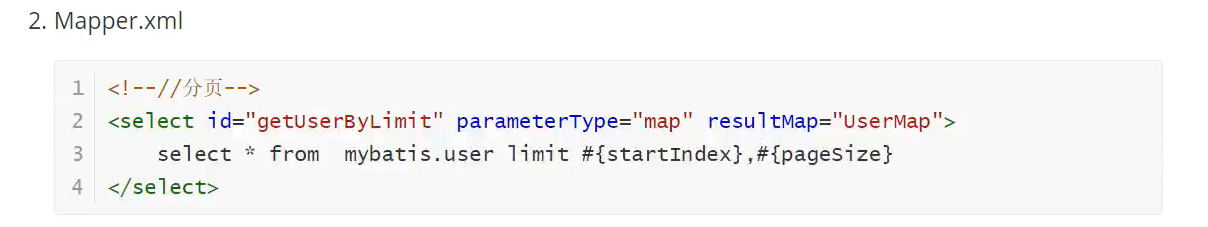 2. Mapper.xml
1 <!--//分页-->
2 <select id="getUserByLimit" parameterType="map" resultMap="UserMap">
3     select * from  mybatis.user limit #{startIndex},#{pageSize}
4 </select>